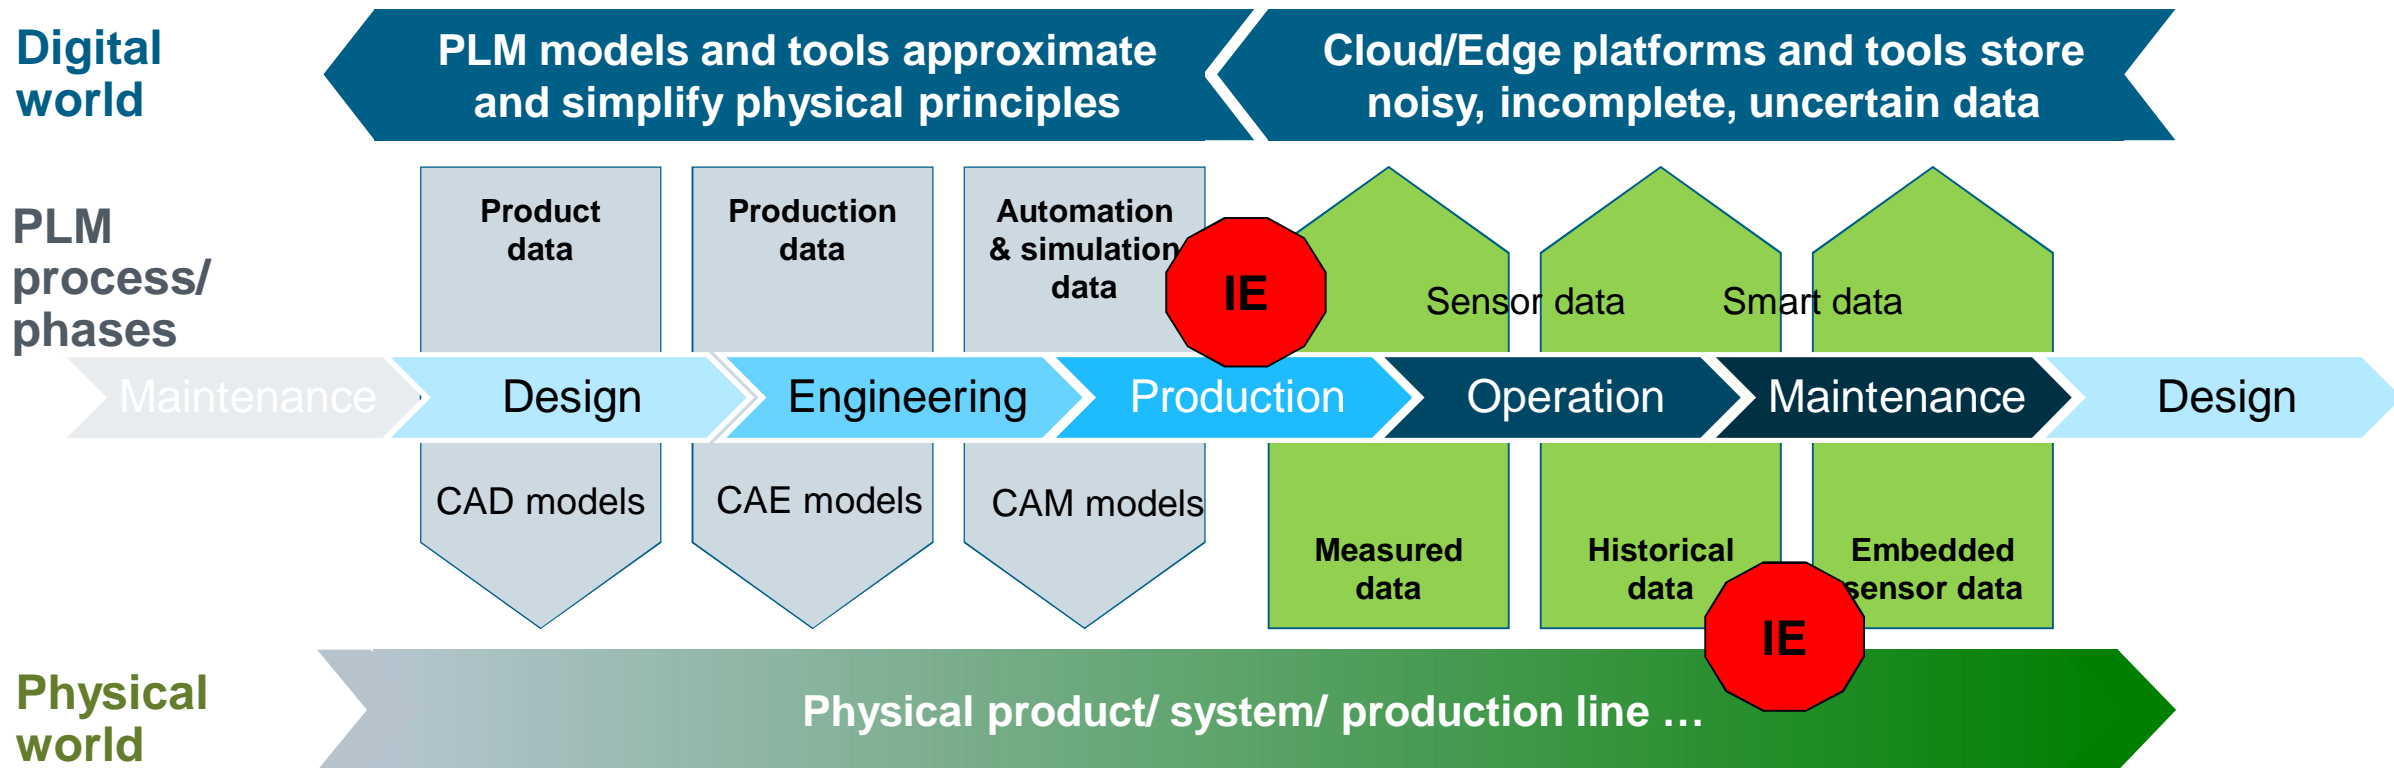 Digital
world
PLM models and tools approximate
and simplify physical principles
Cloud/Edge platforms and tools store
noisy, incomplete, uncertain data
PLM
process/
phases
Product
data
Production
data
Automation
& simulation
data
IE
Sensor data
Smart data
Maintenance
Design
Engineering
Production
Operation
Maintenance
Design
CAD models
CAE models
CAM models
Measured
data
Historical
data
Embedded
sensor data
IE
Physical
world
Physical product/ system/ production line …